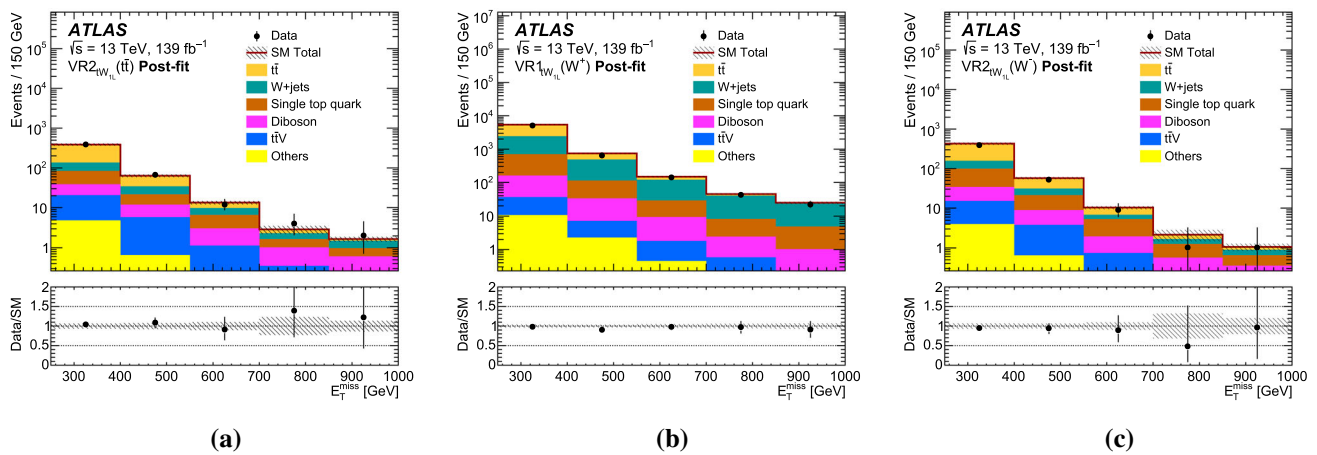 ATLAS
√s = 13 TeV, 139 fb⁻¹
VR2tW1L(tt̄) Post-fit
Data
SM Total
tt̄
W+jets
Single top quark
Diboson
tt̄V
Others
Events / 150 GeV
10⁵
10⁴
10³
10²
10
1
Data/SM
2
1.5
1
0.5
0
300 400 500 600 700 800 900 1000
E_T^miss [GeV]
(a)
ATLAS
√s = 13 TeV, 139 fb⁻¹
VR1tW1L(W⁺) Post-fit
Data
SM Total
tt̄
W+jets
Single top quark
Diboson
tt̄V
Others
Events / 150 GeV
10⁷
10⁶
10⁵
10⁴
10³
10²
10
1
Data/SM
2
1.5
1
0.5
0
300 400 500 600 700 800 900 1000
E_T^miss [GeV]
(b)
ATLAS
√s = 13 TeV, 139 fb⁻¹
VR2tW1L(W⁻) Post-fit
Data
SM Total
tt̄
W+jets
Single top quark
Diboson
tt̄V
Others
Events / 150 GeV
10⁵
10⁴
10³
10²
10
1
Data/SM
2
1.5
1
0.5
0
300 400 500 600 700 800 900 1000
E_T^miss [GeV]
(c)